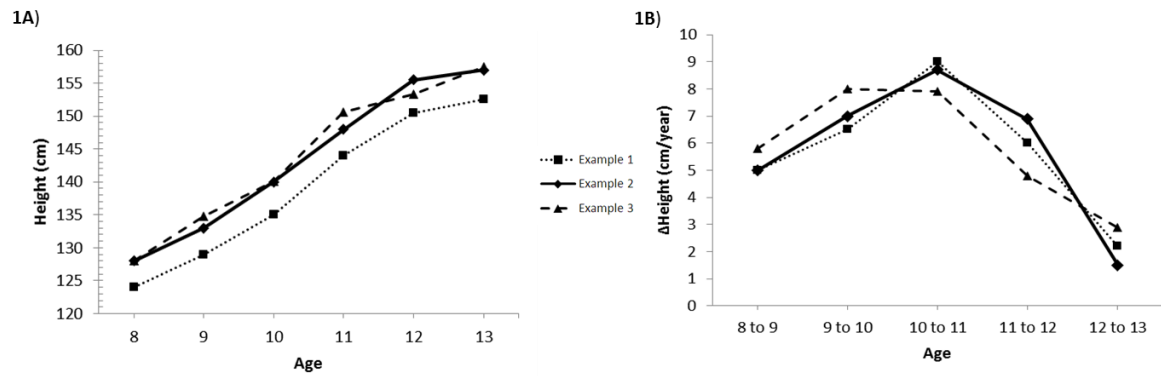 1A)
160
155
150
145
140
135
130
125
120
Height (cm)
8 9 10 11 12 13
Age
Example 1
Example 2
Example 3
1B)
10
9
8
7
6
5
4
3
2
1
0
ΔHeight (cm/year)
8 to 9 9 to 10 10 to 11 11 to 12 12 to 13
Age